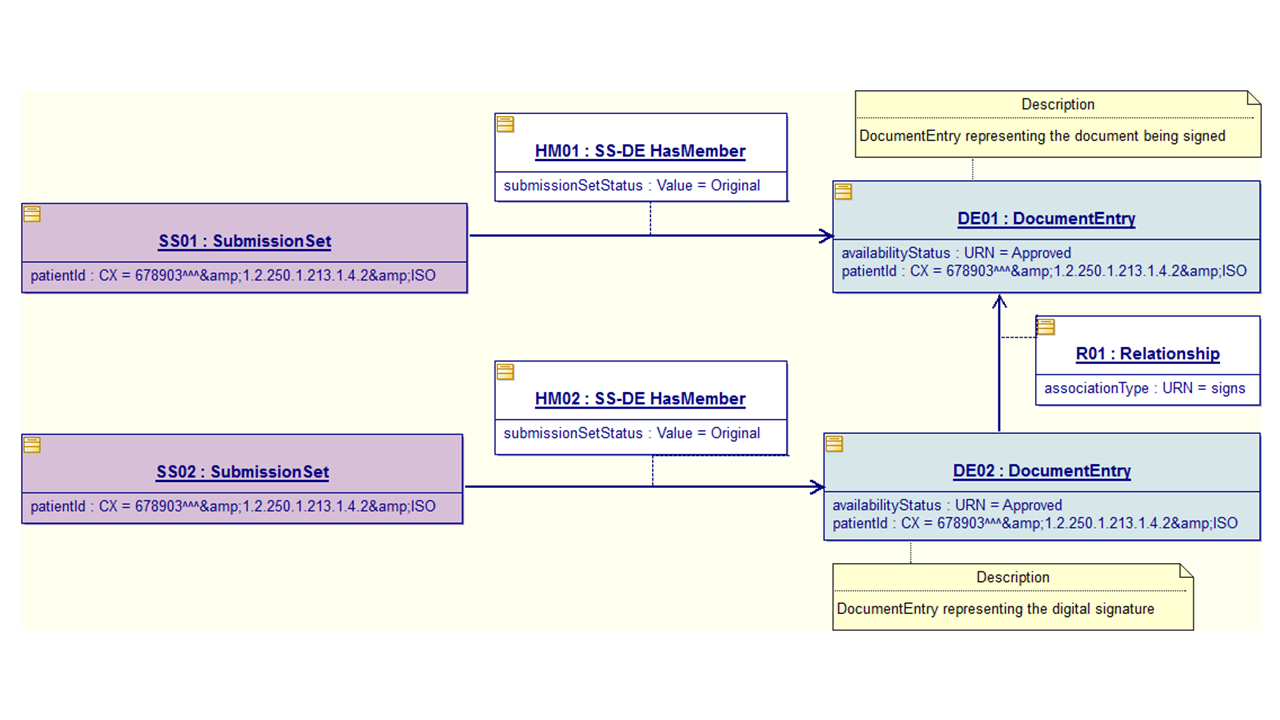 Description
DocumentEntry representing the document being signed
HM01 : SS-DE HasMember
submissionSetStatus : Value = Original
SS01 : SubmissionSet
patientId : CX = 678903^^^&amp;1.2.250.1.213.1.4.2&amp;ISO
DE01 : DocumentEntry
availabilityStatus : URN = Approved
patientId : CX = 678903^^^&amp;1.2.250.1.213.1.4.2&amp;ISO
R01 : Relationship
associationType : URN = signs
HM02 : SS-DE HasMember
submissionSetStatus : Value = Original
SS02 : SubmissionSet
patientId : CX = 678903^^^&amp;1.2.250.1.213.1.4.2&amp;ISO
DE02 : DocumentEntry
availabilityStatus : URN = Approved
patientId : CX = 678903^^^&amp;1.2.250.1.213.1.4.2&amp;ISO
Description
DocumentEntry representing the digital signature